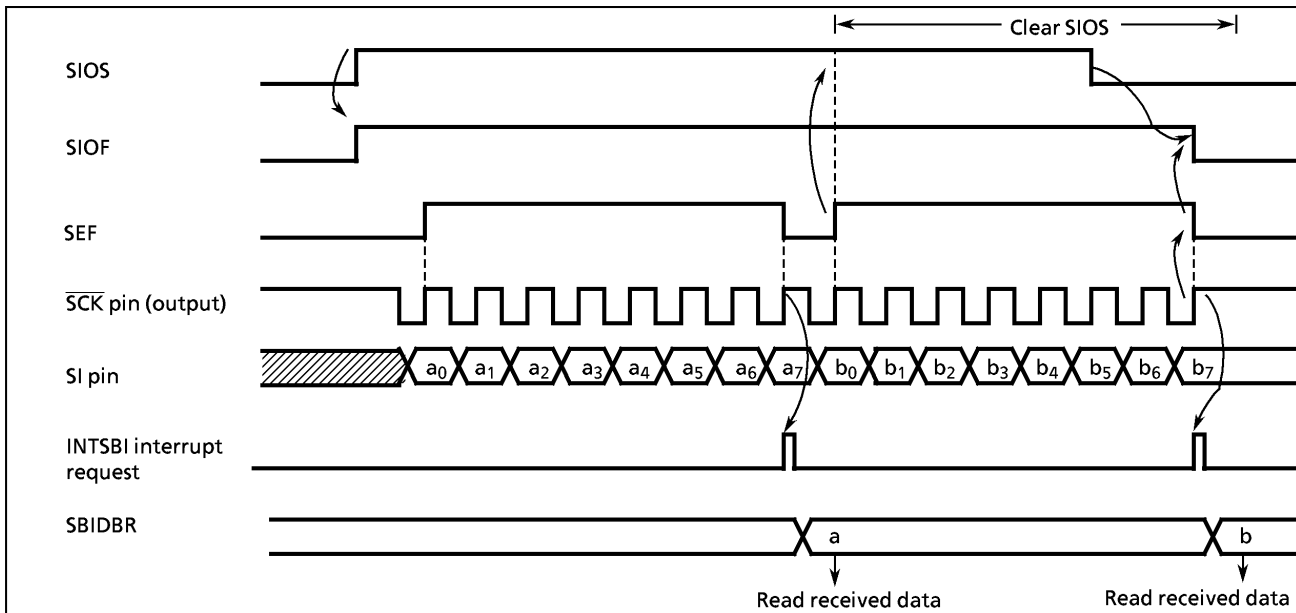 Clear SIOS
SIOS
SIOF
SEF
SCK pin (output)
SI pin
a0 a1 a2 a3 a4 a5 a6 a7 b0 b1 b2 b3 b4 b5 b6 b7
INTSBI interrupt
request
SBIDBR
a b
Read received data Read received data